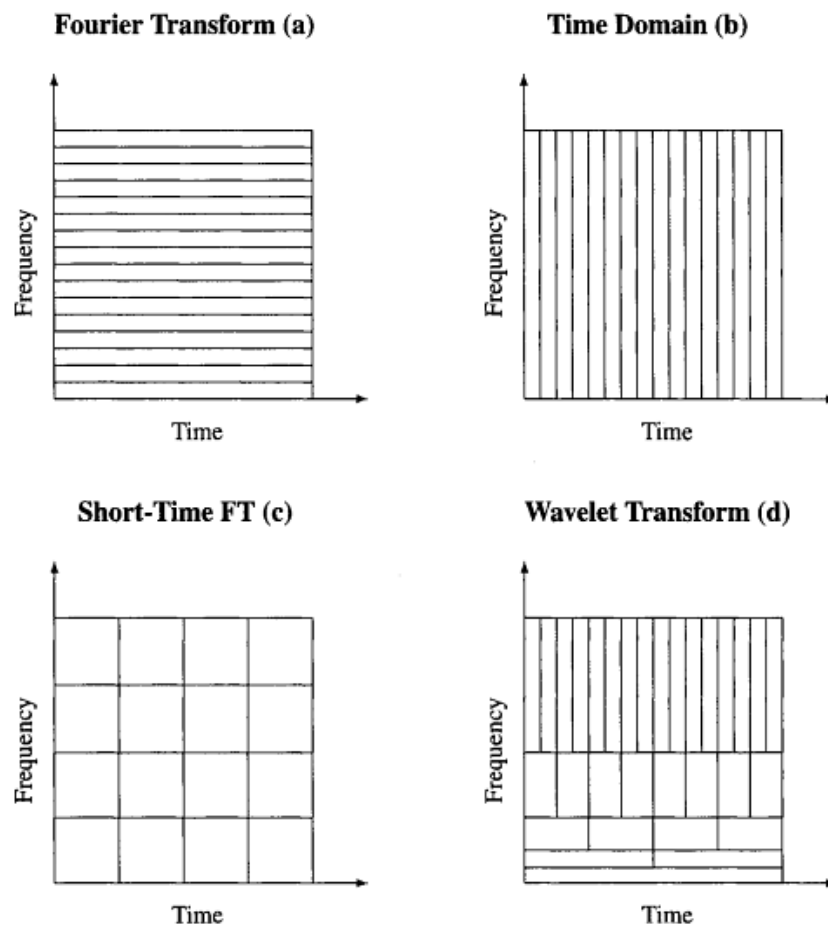 Fourier Transform (a)
Time Domain (b)
Frequency
Time
Frequency
Time
Short-Time FT (c)
Wavelet Transform (d)
Frequency
Time
Frequency
Time